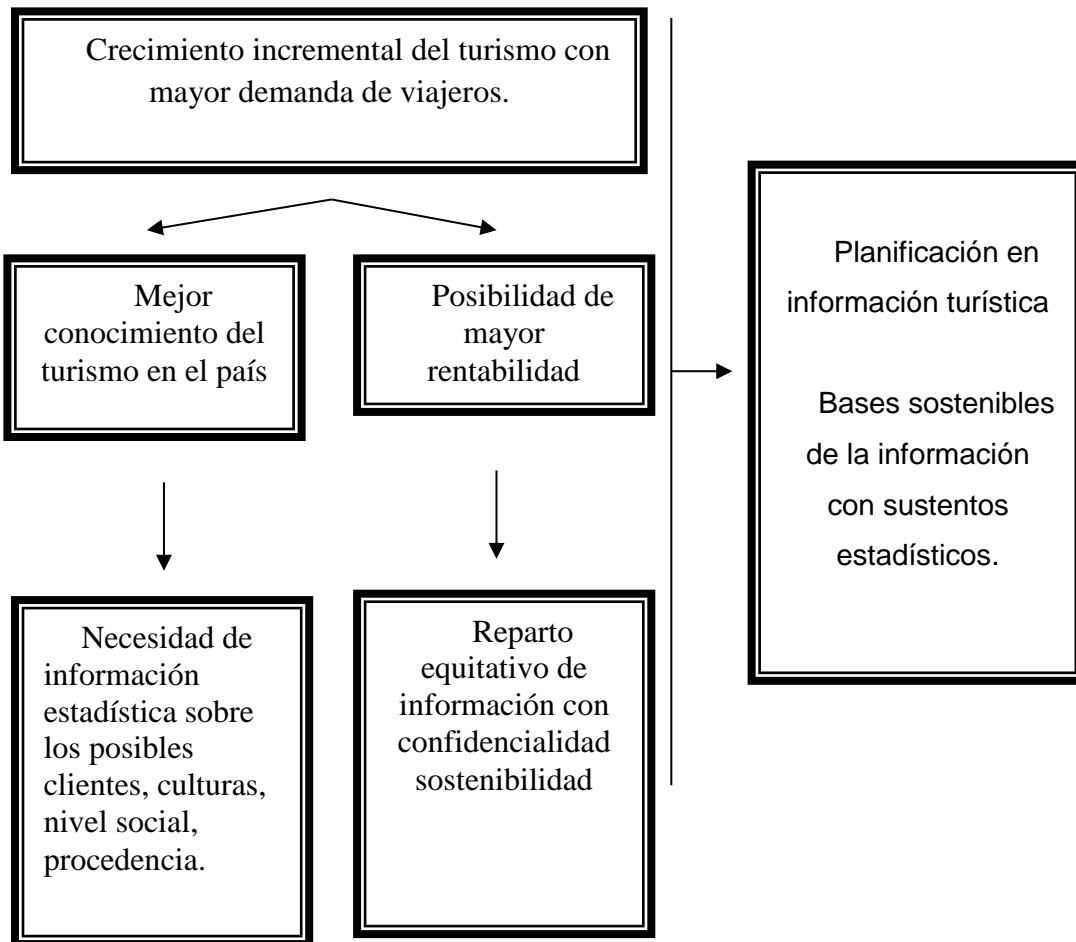 Crecimiento incremental del turismo con
mayor demanda de viajeros.
Mejor
conocimiento del
turismo en el país
Posibilidad de
mayor
rentabilidad
Necesidad de
información
estadística sobre
los posibles
clientes, culturas,
nivel social,
procedencia.
Reparto
equitativo de
información con
confidencialidad
sostenibilidad
Planificación en
información turística
Bases sostenibles
de la información
con sustentos
estadísticos.